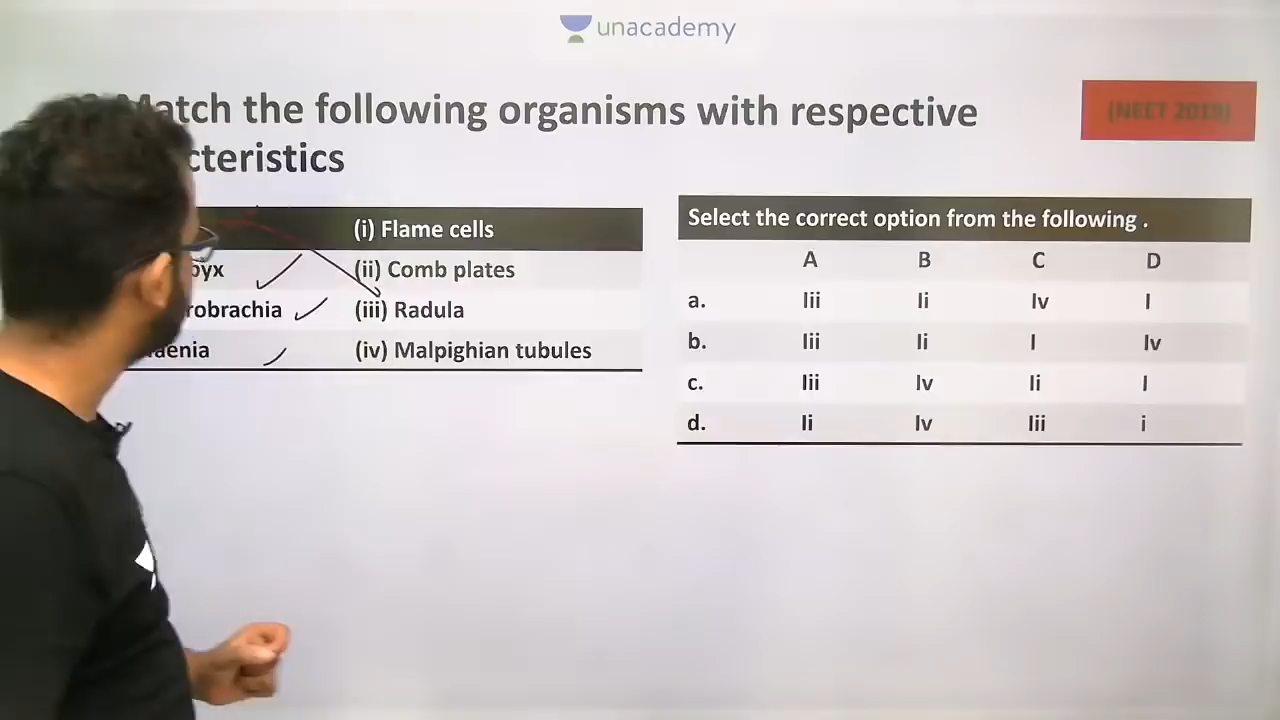 unacademy
Match the following organisms with respective
cteristics
(NEET 2019)
(i) Flame cells
byx (ii) Comb plates
robrachia (iii) Radula
aenia (iv) Malpighian tubules
Select the correct option from the following .
A B C D
a. Iii Ii Iv I
b. Iii Ii I Iv
c. Iii Iv Ii I
d. Ii Iv Iii i